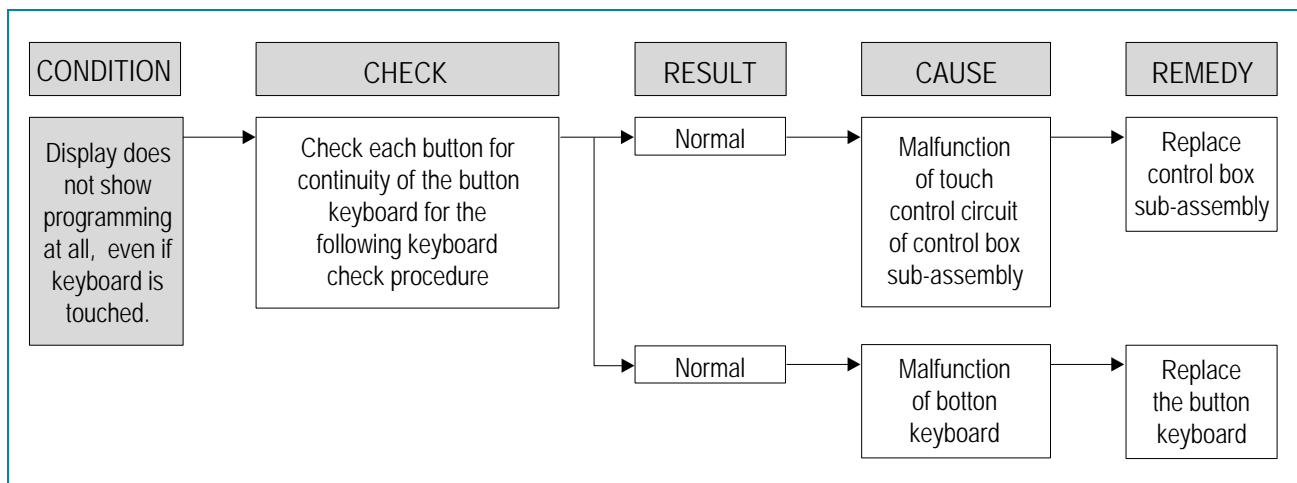 CONDITION
CHECK
RESULT
CAUSE
REMEDY
Display does
not show
programming
at all, even if
keyboard is
touched.
Check each button for
continuity of the button
keyboard for the
following keyboard
check procedure
Normal
Malfunction
of touch
control circuit
of control box
sub-assembly
Replace
control box
sub-assembly
Normal
Malfunction
of botton
keyboard
Replace
the button
keyboard